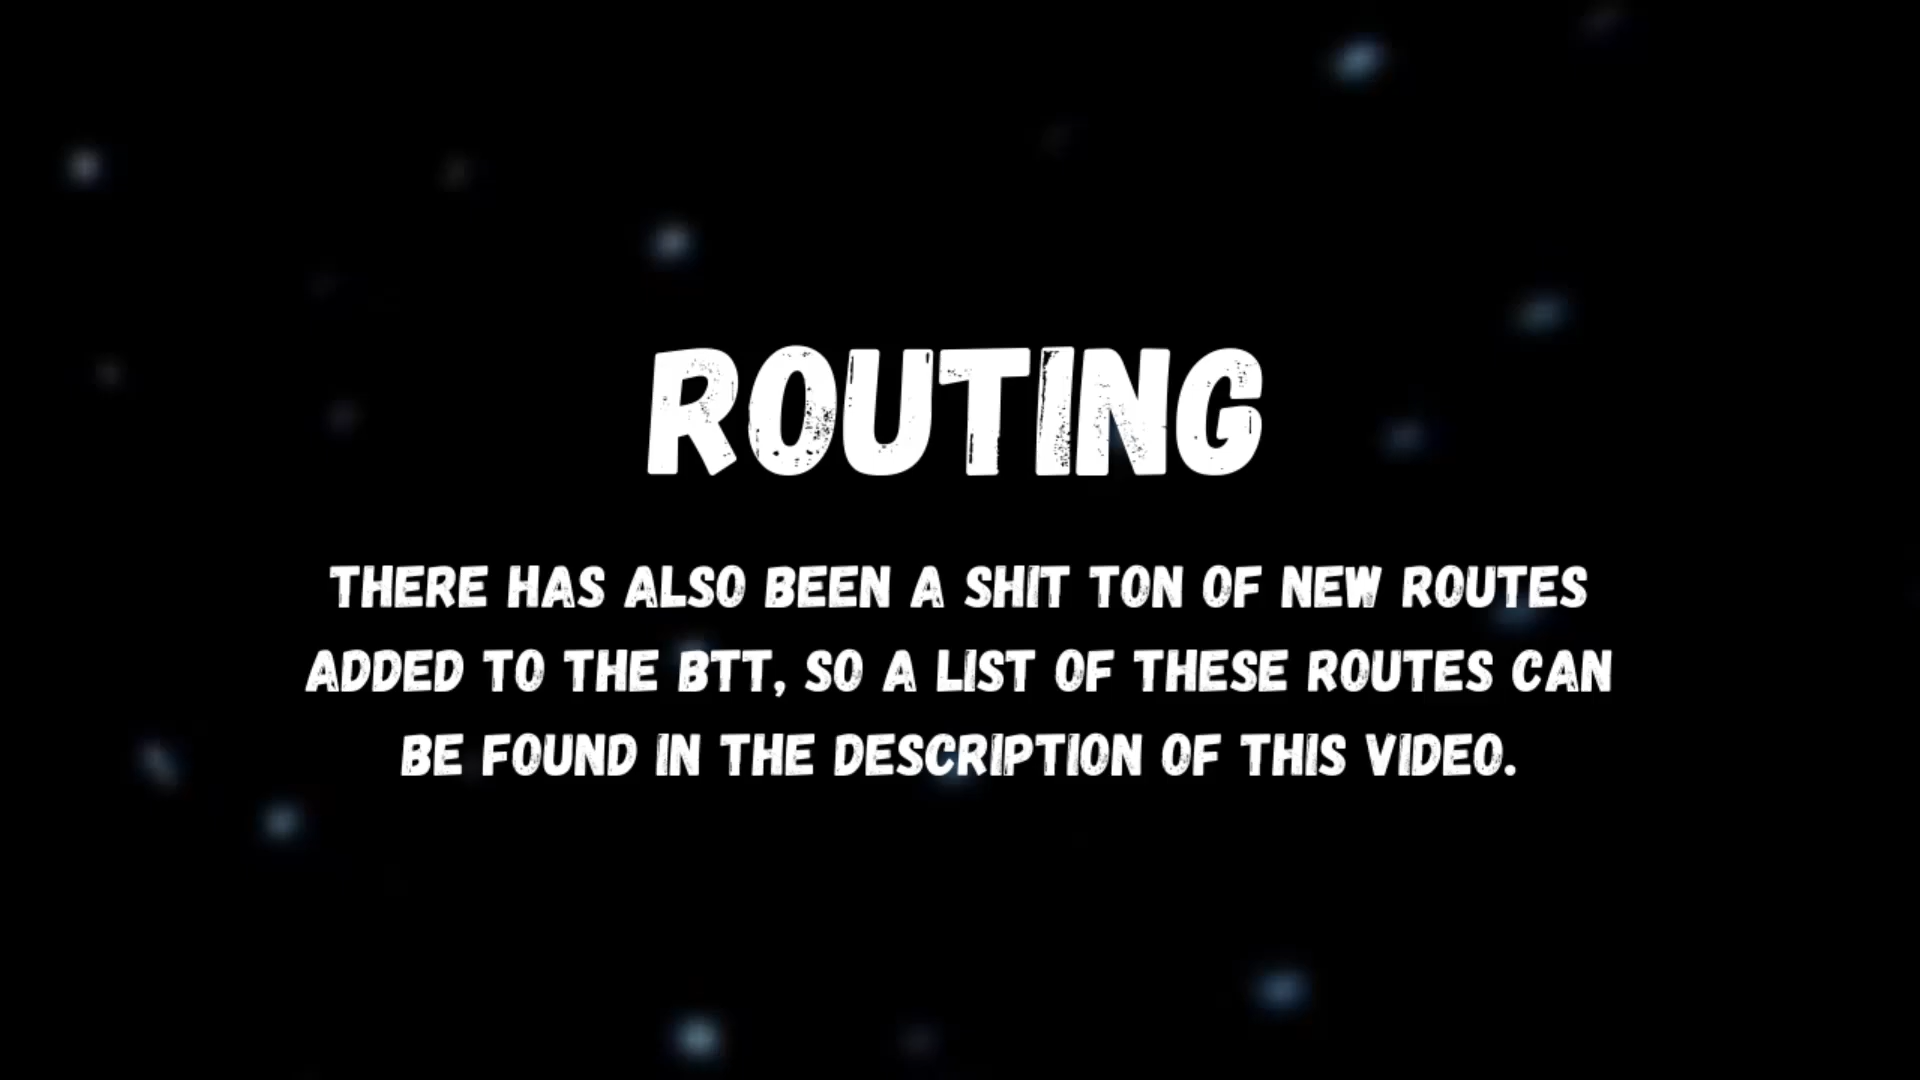 ROUTING
THERE HAS ALSO BEEN A SHIT TON OF NEW ROUTES
ADDED TO THE BTT, SO A LIST OF THESE ROUTES CAN
BE FOUND IN THE DESCRIPTION OF THIS VIDEO.